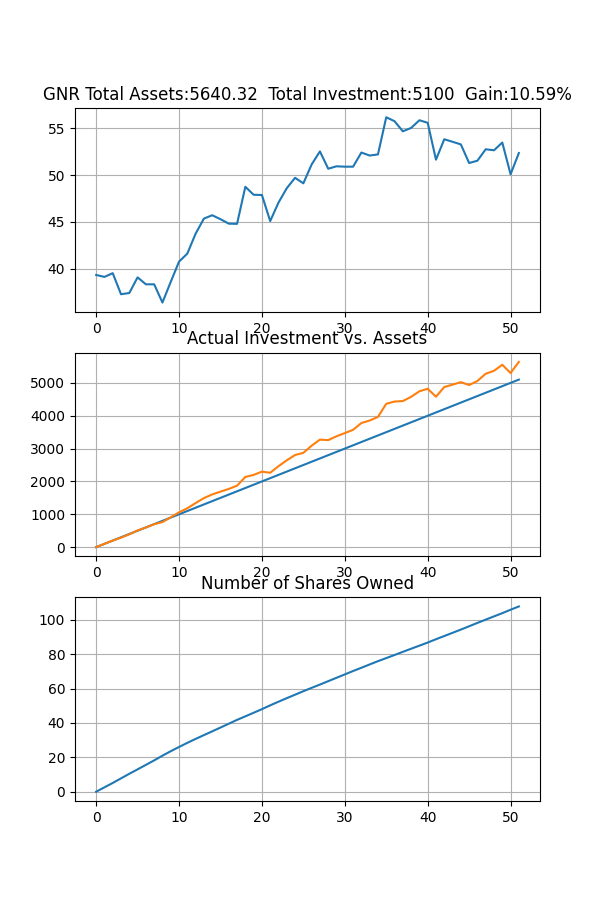 GNR Total Assets:5640.32  Total Investment:5100  Gain:10.59%
55
50
45
40
0 10 20 30 40 50
Actual Investment vs. Assets
5000
4000
3000
2000
1000
0
0 10 20 30 40 50
Number of Shares Owned
100
80
60
40
20
0
0 10 20 30 40 50